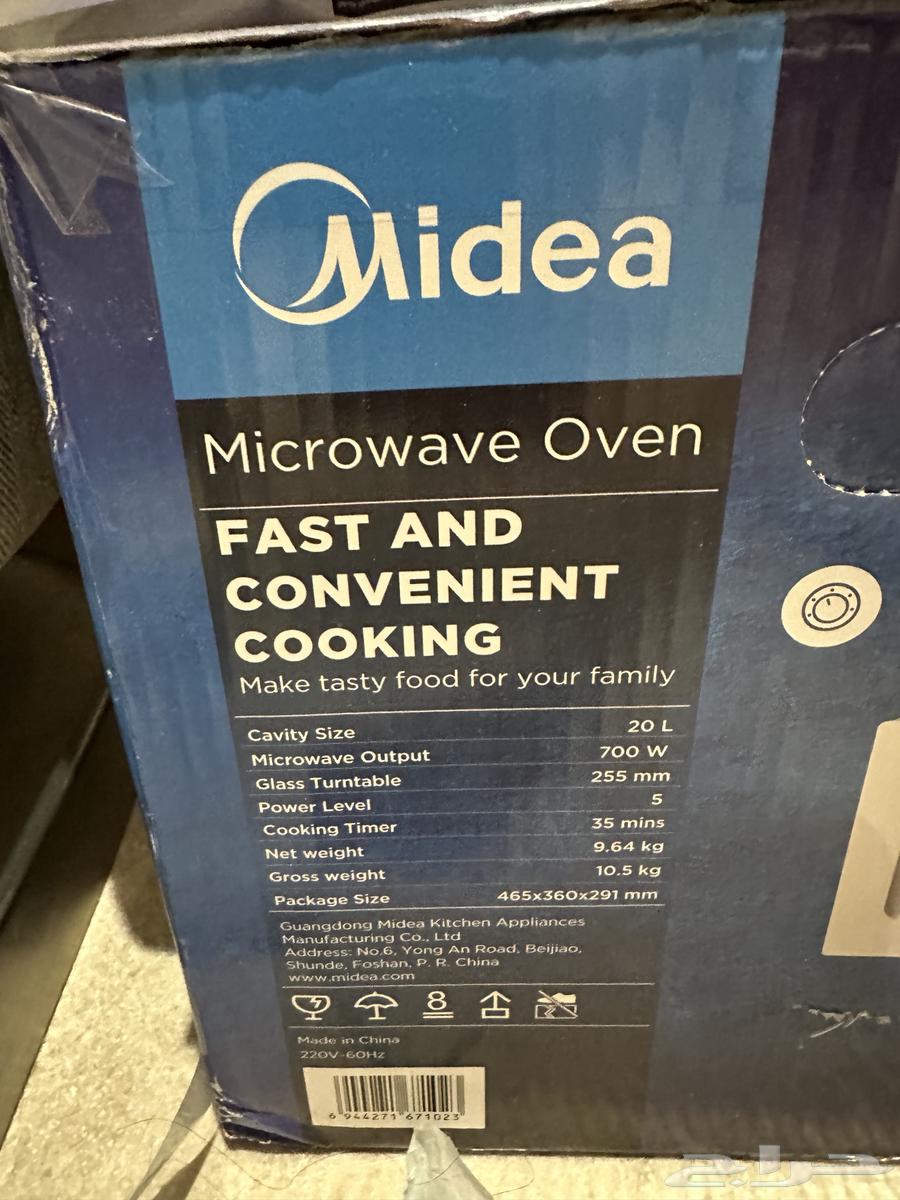 Midea
Microwave Oven
FAST AND
CONVENIENT
COOKING
Make tasty food for your family
Cavity Size 20 L
Microwave Output 700 W
Glass Turntable 255 mm
Power Level 5
Cooking Timer 35 mins
Net weight 9.64 kg
Gross weight 10.5 kg
Package Size 465x360x291 mm
Guangdong Midea Kitchen Appliances
Manufacturing Co., Ltd
Address: No.6, Yong An Road, Beijiao,
Shunde, Foshan, P. R. China
www.midea.com
8
Made in China
220V~60Hz
6 944271 671023
حراج